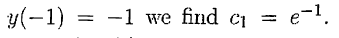 y(-1) = -1 we find c₁ = e⁻¹.